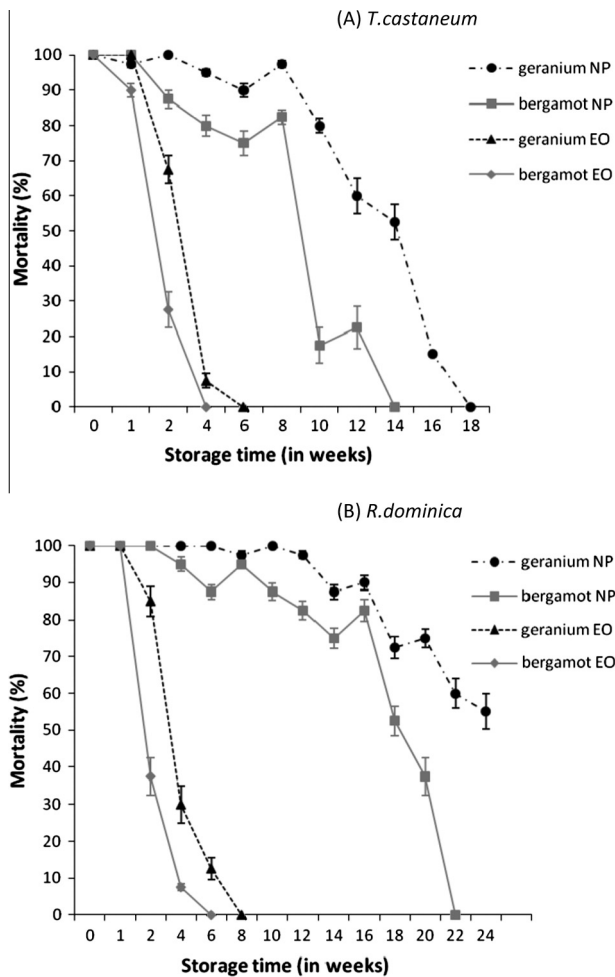 (A) T.castaneum
100
90
80
70
60
50
40
30
20
10
0
Mortality (%)
0 1 2 4 6 8 10 12 14 16 18
Storage time (in weeks)
geranium NP
bergamot NP
geranium EO
bergamot EO
(B) R.dominica
100
90
80
70
60
50
40
30
20
10
0
Mortality (%)
0 1 2 4 6 8 10 12 14 16 18 20 22 24
Storage time (in weeks)
geranium NP
bergamot NP
geranium EO
bergamot EO